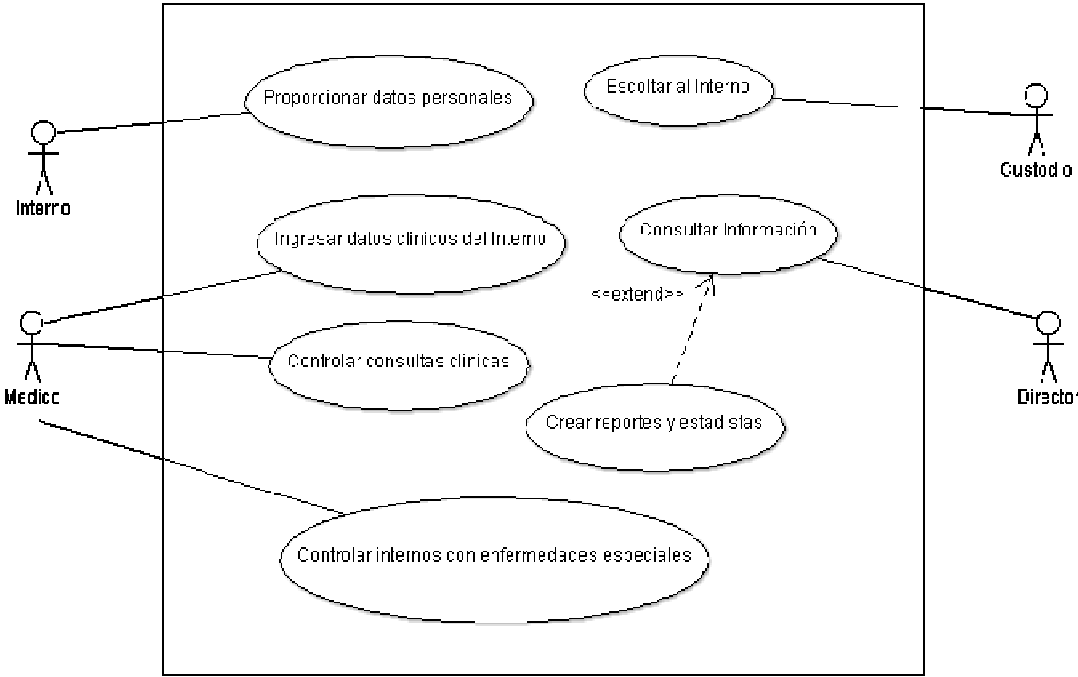 Proporcionar datos personales
Escoltar al Interno
Interno
Custodio
Ingresar datos clinicos del Interno
Consultar Información
<<extend>>
Medico
Controlar consultas clinicas
Director
Crear reportes y estadistas
Controlar internos con enfermedades especiales